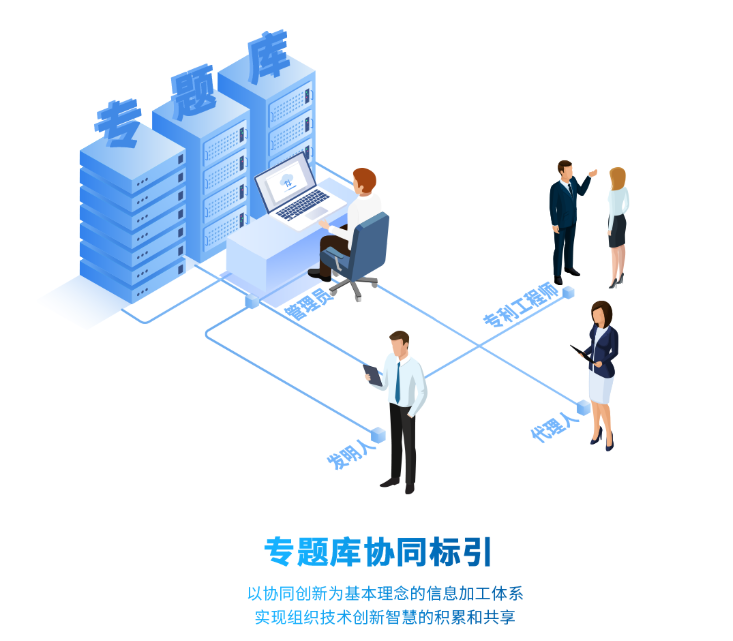 专题库
管理员
专利工程师
代理人
发明人
专题库协同标引
以协同创新为基本理念的信息加工体系
实现组织技术创新智慧的积累和共享